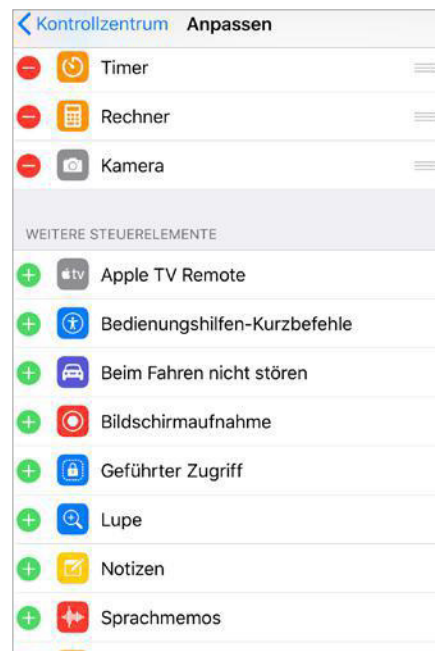 Kontrollzentrum Anpassen
Timer
Rechner
Kamera
WEITERE STEUERELEMENTE
tv Apple TV Remote
Bedienungshilfen-Kurzbefehle
Beim Fahren nicht stören
Bildschirmaufnahme
Geführter Zugriff
Lupe
Notizen
Sprachmemos